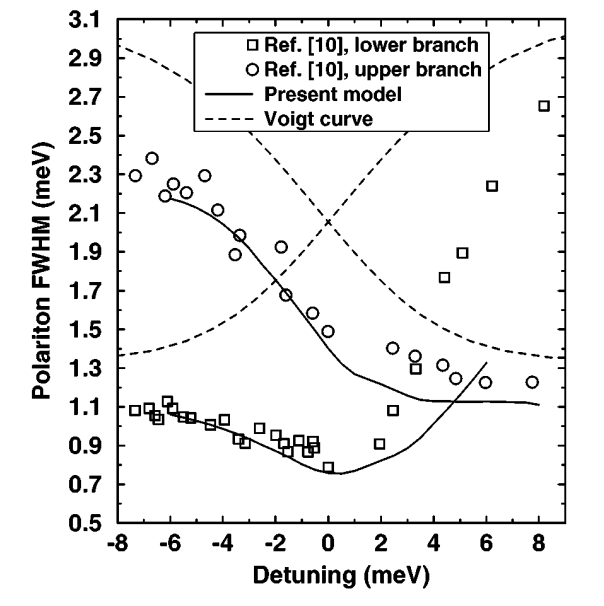 3.1
2.9
2.7
2.5
2.3
2.1
1.9
1.7
1.5
1.3
1.1
0.9
0.7
0.5
Polariton FWHM (meV)
Ref. [10], lower branch
Ref. [10], upper branch
Present model
Voigt curve
-8 -6 -4 -2 0 2 4 6 8
Detuning (meV)